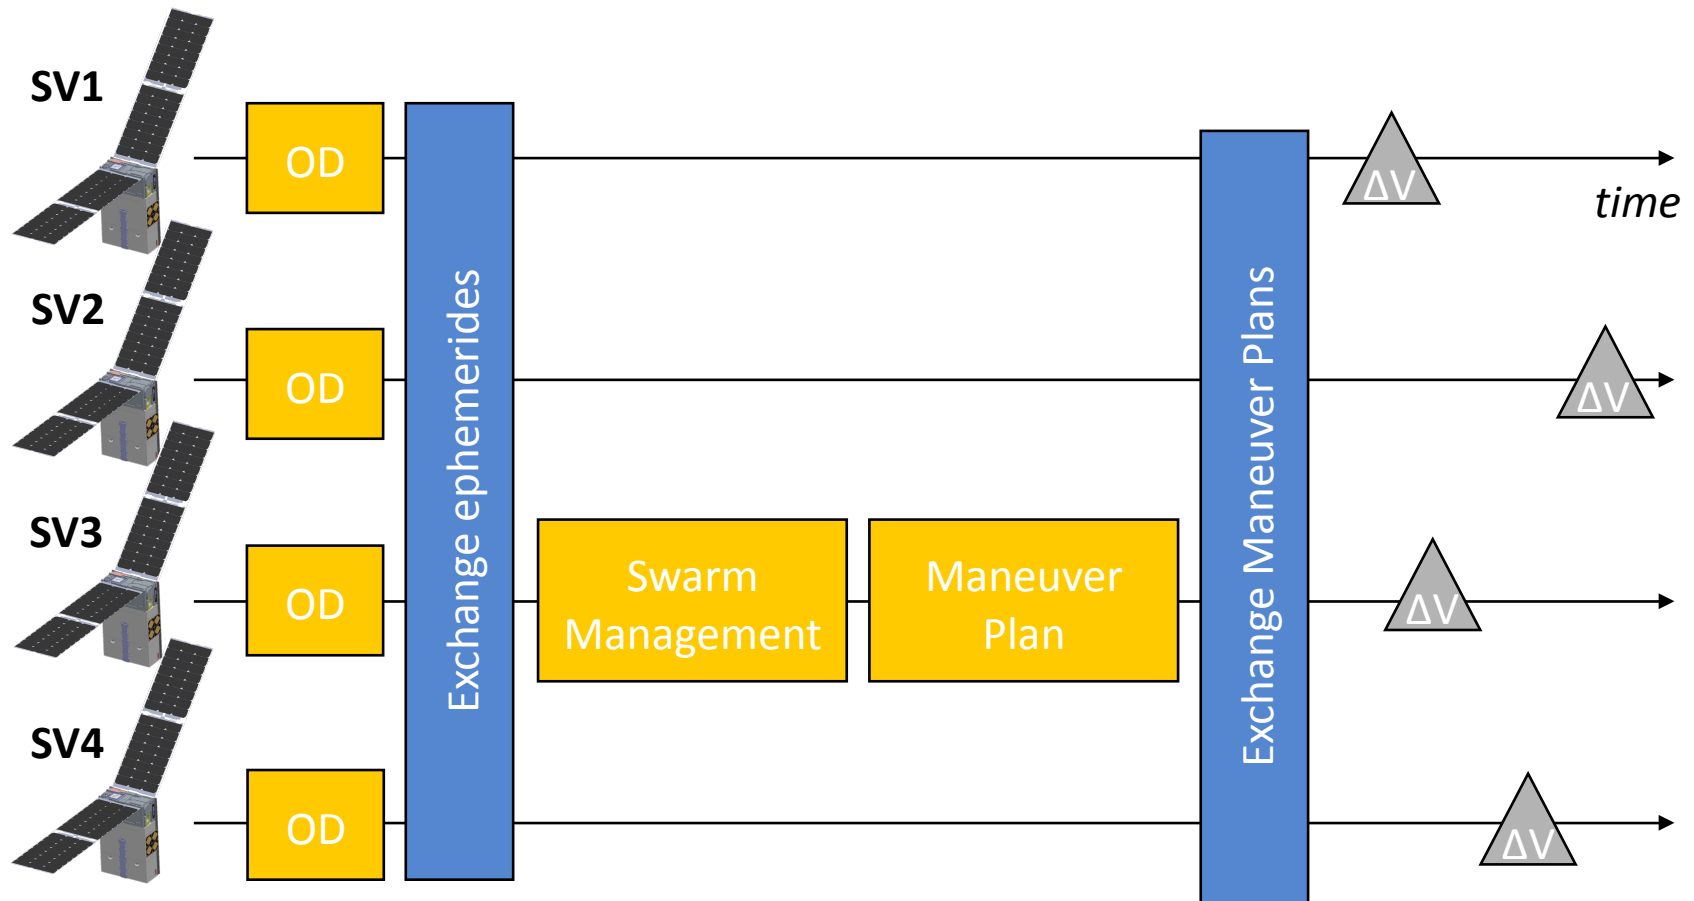 SV1
OD
ΔV
time
SV2
OD
ΔV
Exchange ephemerides
Exchange Maneuver Plans
SV3
OD
Swarm
Management
Maneuver
Plan
ΔV
SV4
OD
ΔV